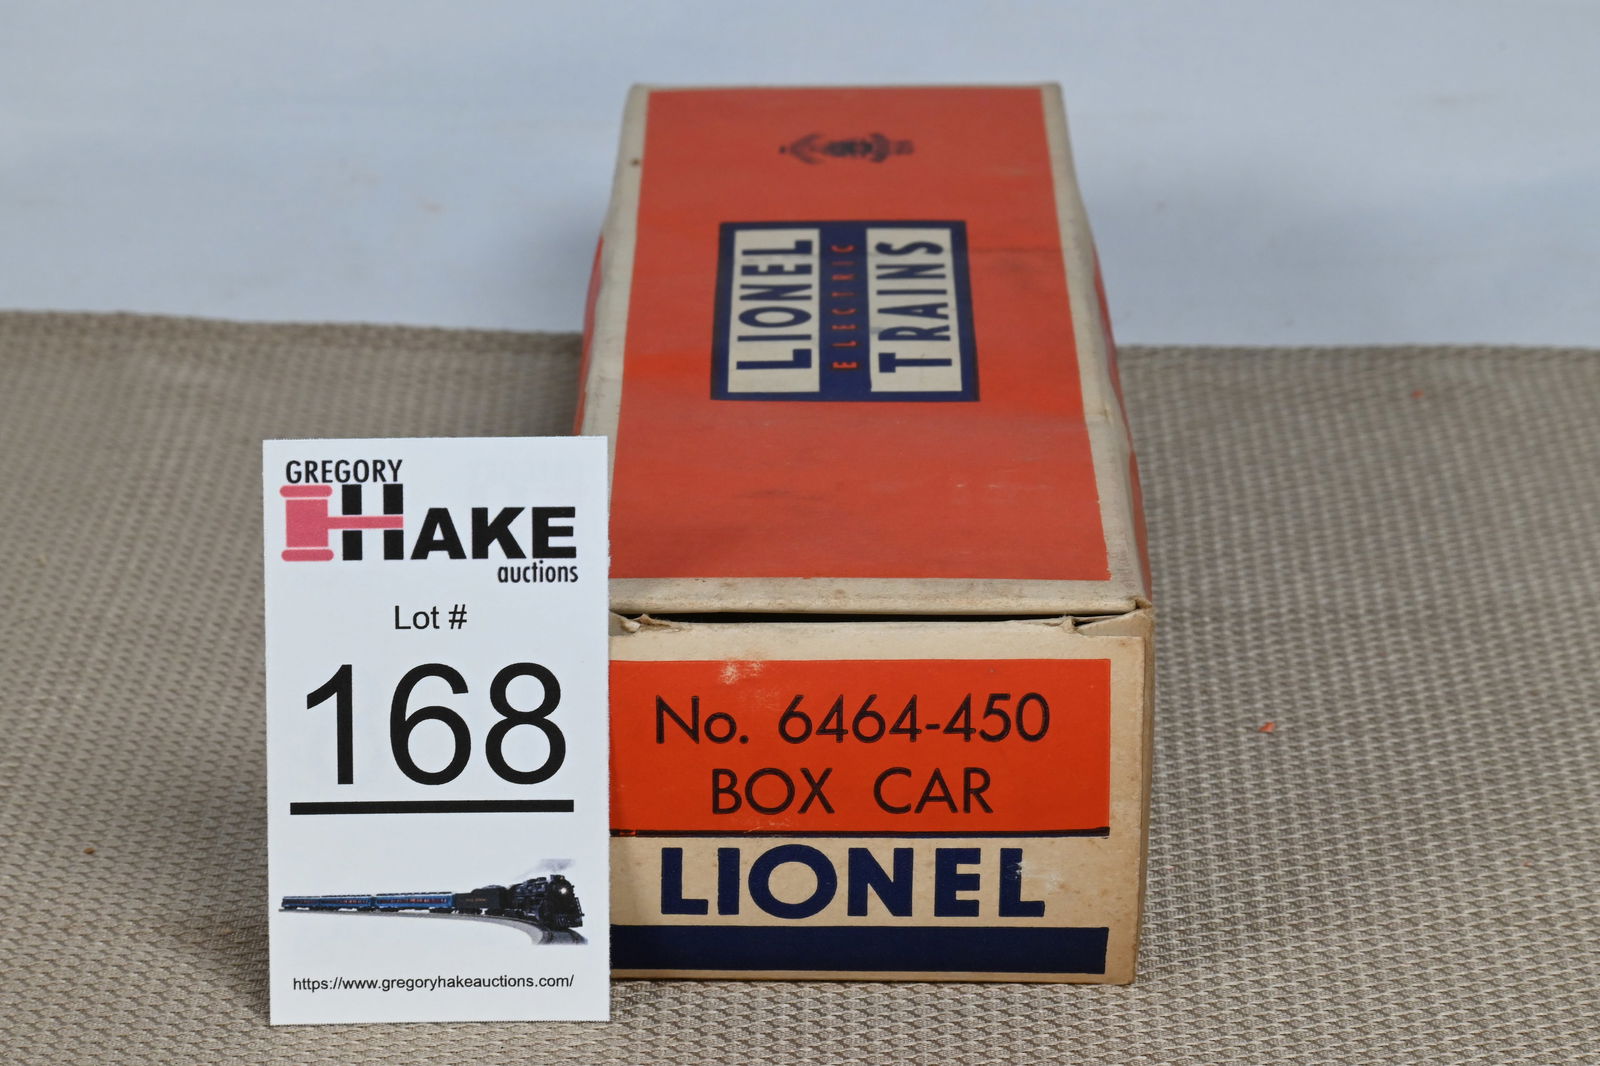 LIONEL
ELECTRIC
TRAINS
GREGORY
HAKE
auctions
Lot #
168
https://www.gregoryhakeauctions.com/
No. 6464-450
BOX CAR
LIONEL